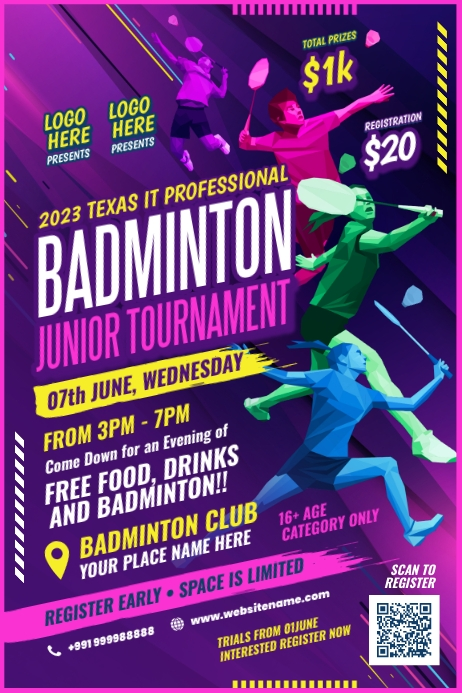 TOTAL PRIZES
$1k
LOGO
HERE
PRESENTS
LOGO
HERE
PRESENTS
REGISTRATION
$20
2023 TEXAS IT PROFESSIONAL
BADMINTON
JUNIOR TOURNAMENT
07th JUNE, WEDNESDAY
FROM 3PM - 7PM
Come Down for an Evening of
FREE FOOD, DRINKS
AND BADMINTON!!
BADMINTON CLUB
YOUR PLACE NAME HERE
16+ AGE
CATEGORY ONLY
SCAN TO
REGISTER
REGISTER EARLY • SPACE IS LIMITED
+991 999988888
www.websitename.com
TRIALS FROM 01JUNE
INTERESTED REGISTER NOW